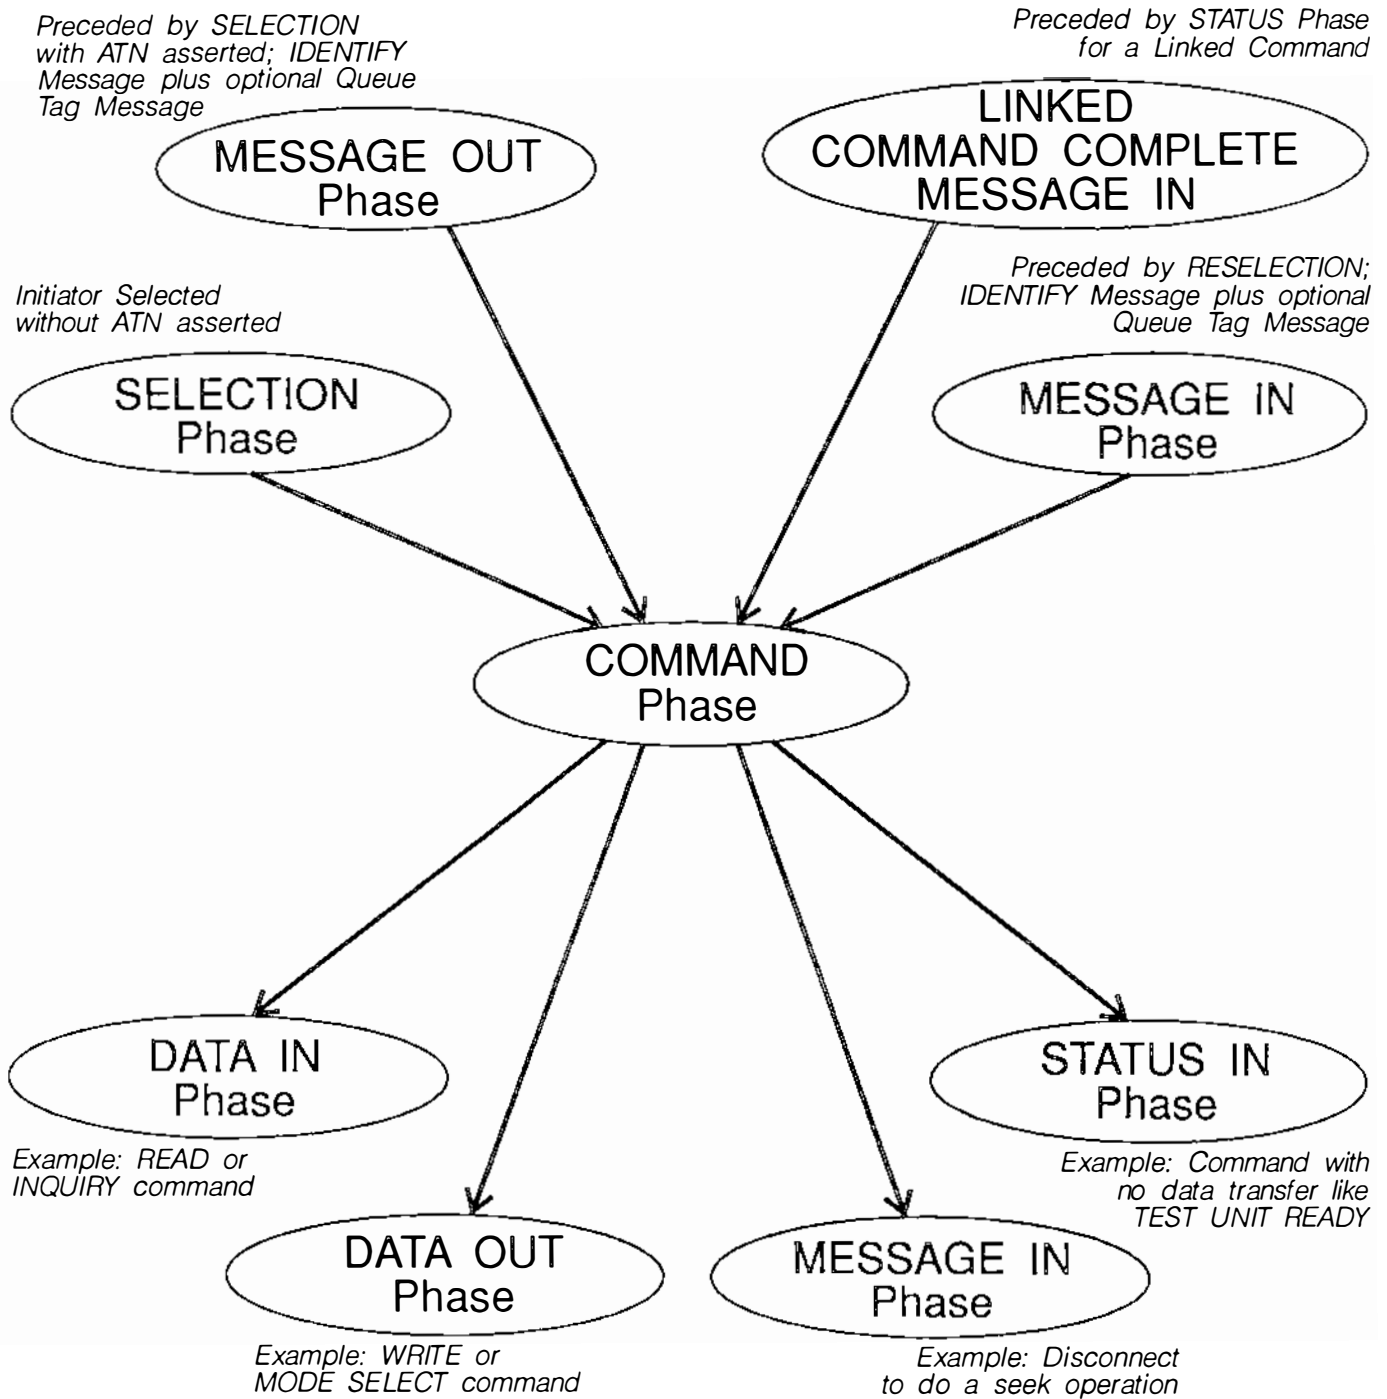 Preceded by SELECTION
with ATN asserted; IDENTIFY
Message plus optional Queue
Tag Message
MESSAGE OUT
Phase
Preceded by STATUS Phase
for a Linked Command
LINKED
COMMAND COMPLETE
MESSAGE IN
Initiator Selected
without ATN asserted
SELECTION
Phase
Preceded by RESELECTION;
IDENTIFY Message plus optional
Queue Tag Message
MESSAGE IN
Phase
COMMAND
Phase
DATA IN
Phase
Example: READ or
INQUIRY command
STATUS IN
Phase
Example: Command with
no data transfer like
TEST UNIT READY
DATA OUT
Phase
Example: WRITE or
MODE SELECT command
MESSAGE IN
Phase
Example: Disconnect
to do a seek operation